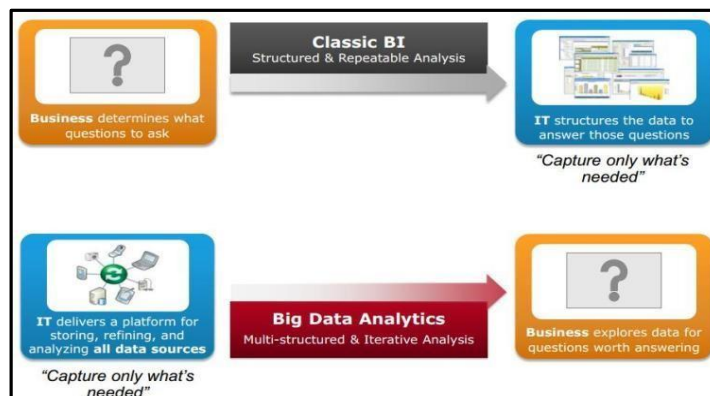 Classic BI
Structured & Repeatable Analysis
?
Business determines what
questions to ask
IT structures the data to
answer those questions
"Capture only what's
needed"
Big Data Analytics
Multi-structured & Iterative Analysis
IT delivers a platform for
storing, refining, and
analyzing all data sources
"Capture only what's
needed"
?
Business explores data for
questions worth answering